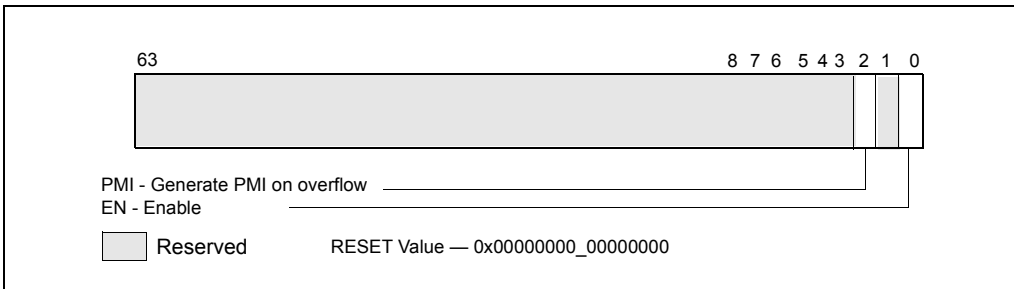 63 8 7 6 5 4 3 2 1 0
PMI - Generate PMI on overflow
EN - Enable
Reserved RESET Value — 0x00000000_00000000